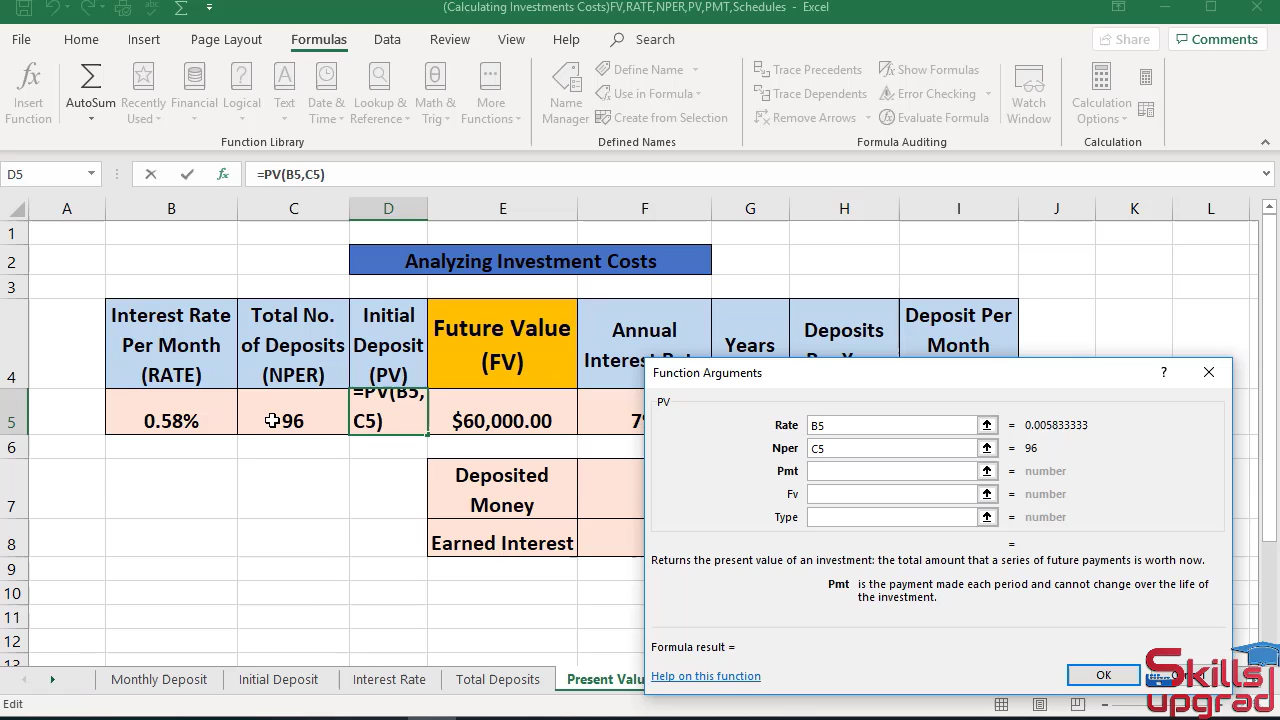 (Calculating Investments Costs)FV,RATE,NPER,PV,PMT,Schedules - Excel
File Home Insert Page Layout Formulas Data Review View Help Search Share Comments
fx Insert Function
Σ AutoSum
Recently Used
Financial
Logical
Text
Date & Time
Lookup & Reference
Math & Trig
More Functions
Function Library
Name Manager
Define Name
Use in Formula
Create from Selection
Defined Names
Trace Precedents
Trace Dependents
Remove Arrows
Show Formulas
Error Checking
Evaluate Formula
Watch Window
Formula Auditing
Calculation Options
Calculation
D5 fx =PV(B5,C5)
A B C D E F G H I J K L
1
2 Analyzing Investment Costs
3
4
Interest Rate Per Month (RATE)
Total No. of Deposits (NPER)
Initial Deposit (PV)
Future Value (FV)
Annual
Years
Deposits
Deposit Per Month
5 0.58% 96 =PV(B5, C5) $60,000.00
6
7 Deposited Money
8 Earned Interest
9
10
11
12
13
Function Arguments ?
PV
Rate B5 = 0.005833333
Nper C5 = 96
Pmt = number
Fv = number
Type = number
=
Returns the present value of an investment: the total amount that a series of future payments is worth now.
Pmt is the payment made each period and cannot change over the life of
the investment.
Formula result =
Help on this function OK
Monthly Deposit Initial Deposit Interest Rate Total Deposits Present Valu
Edit
Skills upgrad